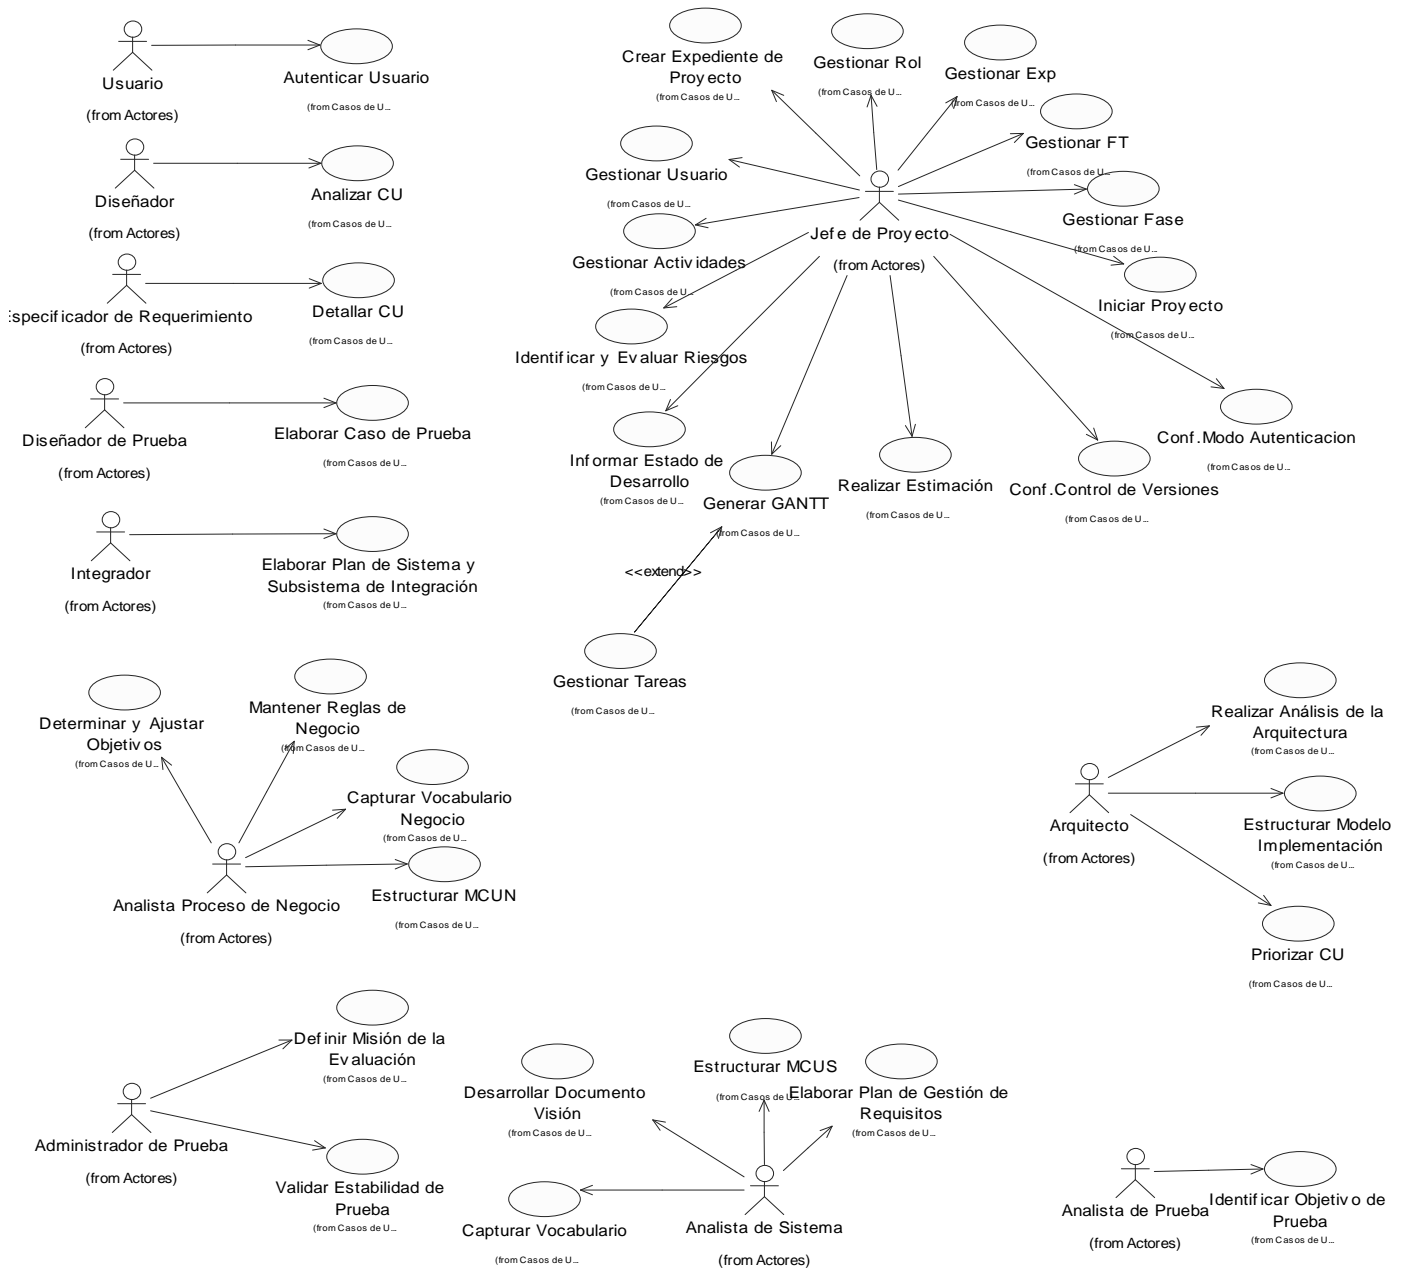 Usuario
(from Actores)
Autenticar Usuario
(from Casos de U...
Diseñador
(from Actores)
Analizar CU
(from Casos de U...
Especificador de Requerimiento
(from Actores)
Detallar CU
(from Casos de U...
Diseñador de Prueba
(from Actores)
Elaborar Caso de Prueba
(from Casos de U...
Integrador
(from Actores)
Elaborar Plan de Sistema y
Subsistema de Integración
(from Casos de U...
Crear Expediente de
Proyecto
(from Casos de U...
Gestionar Rol
(from Casos de U...
Gestionar Exp
(from Casos de U...
Gestionar FT
(from Casos de U...
Gestionar Usuario
(from Casos de U...
Gestionar Fase
(from Casos de U...
Jefe de Proyecto
(from Actores)
Gestionar Actividades
(from Casos de U...
Iniciar Proyecto
(from Casos de U...
Identificar y Evaluar Riesgos
(from Casos de U...
Conf.Modo Autenticacion
(from Casos de U...
Informar Estado de
Desarrollo
(from Casos de U...
Generar GANTT
(from Casos de U...
Realizar Estimación
(from Casos de U...
Conf.Control de Versiones
(from Casos de U...
<<extend>>
Gestionar Tareas
(from Casos de U...
Determinar y Ajustar
Objetivos
(from Casos de U...
Mantener Reglas de
Negocio
(from Casos de U...
Capturar Vocabulario
Negocio
(from Casos de U...
Estructurar MCUN
(from Casos de U...
Analista Proceso de Negocio
(from Actores)
Realizar Análisis de la
Arquitectura
(from Casos de U...
Arquitecto
(from Actores)
Estructurar Modelo
Implementación
(from Casos de U...
Priorizar CU
(from Casos de U...
Definir Misión de la
Evaluación
(from Casos de U...
Administrador de Prueba
(from Actores)
Validar Estabilidad de
Prueba
(from Casos de U...
Desarrollar Documento
Visión
(from Casos de U...
Estructurar MCUS
(from Casos de U...
Elaborar Plan de Gestión de
Requisitos
(from Casos de U...
Capturar Vocabulario
(from Casos de U...
Analista de Sistema
(from Actores)
Analista de Prueba
(from Actores)
Identificar Objetivo de
Prueba
(from Casos de U...